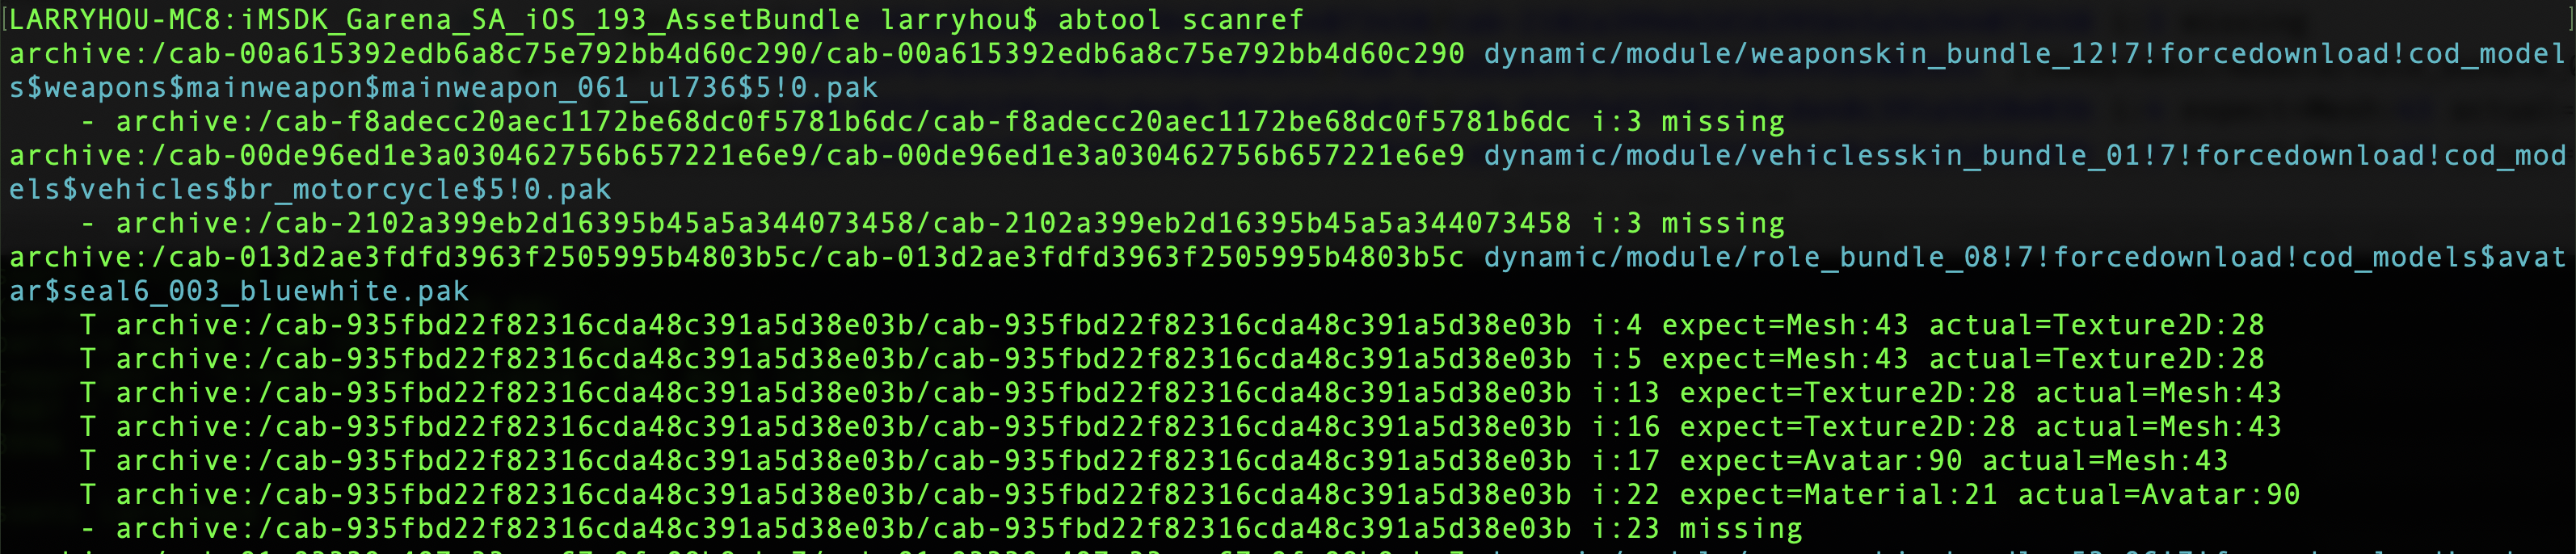 [LARRYHOU-MC8:iMSDK_Garena_SA_iOS_193_AssetBundle larryhou$ abtool scanref ]
archive:/cab-00a615392edb6a8c75e792bb4d60c290/cab-00a615392edb6a8c75e792bb4d60c290 dynamic/module/weaponskin_bundle_12!7!forcedownload!cod_model
s$weapons$mainweapon$mainweapon_061_ul736$5!0.pak
- archive:/cab-f8adecc20aec1172be68dc0f5781b6dc/cab-f8adecc20aec1172be68dc0f5781b6dc i:3 missing
archive:/cab-00de96ed1e3a030462756b657221e6e9/cab-00de96ed1e3a030462756b657221e6e9 dynamic/module/vehiclesskin_bundle_01!7!forcedownload!cod_mod
els$vehicles$br_motorcycle$5!0.pak
- archive:/cab-2102a399eb2d16395b45a5a344073458/cab-2102a399eb2d16395b45a5a344073458 i:3 missing
archive:/cab-013d2ae3fdfd3963f2505995b4803b5c/cab-013d2ae3fdfd3963f2505995b4803b5c dynamic/module/role_bundle_08!7!forcedownload!cod_models$avat
ar$seal6_003_bluewhite.pak
T archive:/cab-935fbd22f82316cda48c391a5d38e03b/cab-935fbd22f82316cda48c391a5d38e03b i:4 expect=Mesh:43 actual=Texture2D:28
T archive:/cab-935fbd22f82316cda48c391a5d38e03b/cab-935fbd22f82316cda48c391a5d38e03b i:5 expect=Mesh:43 actual=Texture2D:28
T archive:/cab-935fbd22f82316cda48c391a5d38e03b/cab-935fbd22f82316cda48c391a5d38e03b i:13 expect=Texture2D:28 actual=Mesh:43
T archive:/cab-935fbd22f82316cda48c391a5d38e03b/cab-935fbd22f82316cda48c391a5d38e03b i:16 expect=Texture2D:28 actual=Mesh:43
T archive:/cab-935fbd22f82316cda48c391a5d38e03b/cab-935fbd22f82316cda48c391a5d38e03b i:17 expect=Avatar:90 actual=Mesh:43
T archive:/cab-935fbd22f82316cda48c391a5d38e03b/cab-935fbd22f82316cda48c391a5d38e03b i:22 expect=Material:21 actual=Avatar:90
- archive:/cab-935fbd22f82316cda48c391a5d38e03b/cab-935fbd22f82316cda48c391a5d38e03b i:23 missing